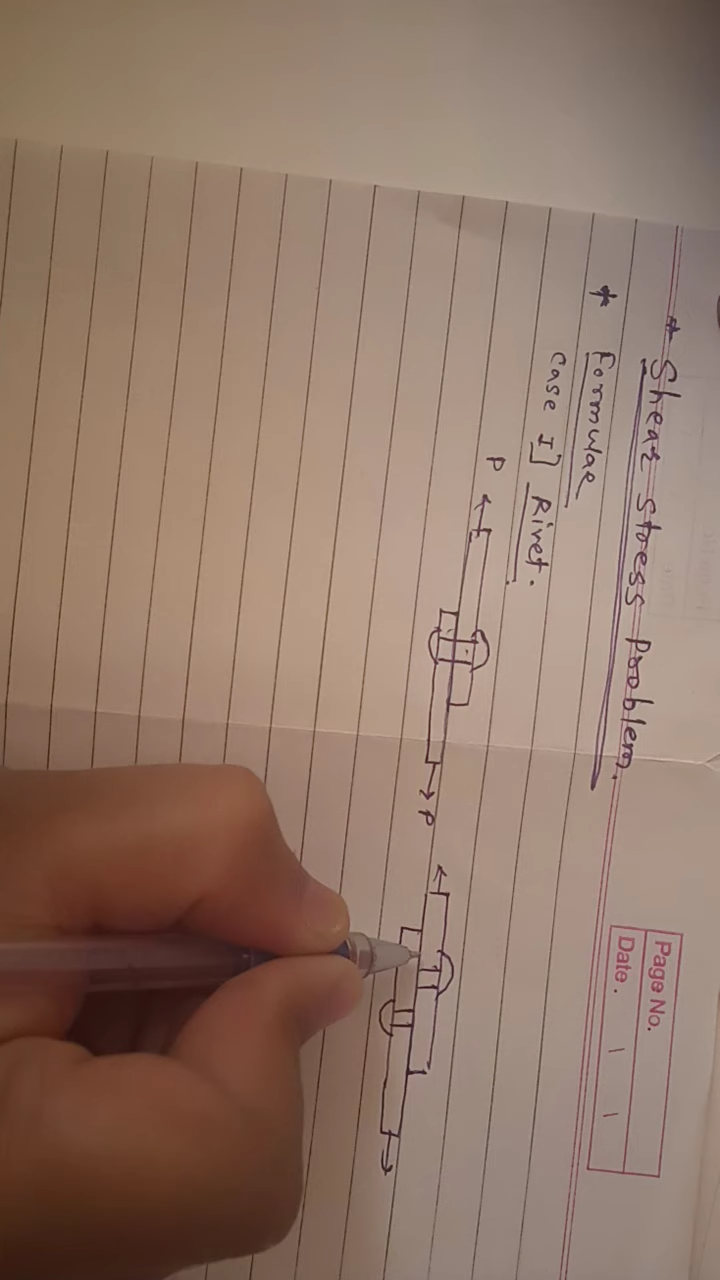 Page No.
Date. / /
* Shear stress problem.
* Formulae
Case I] Rivet.
P
P